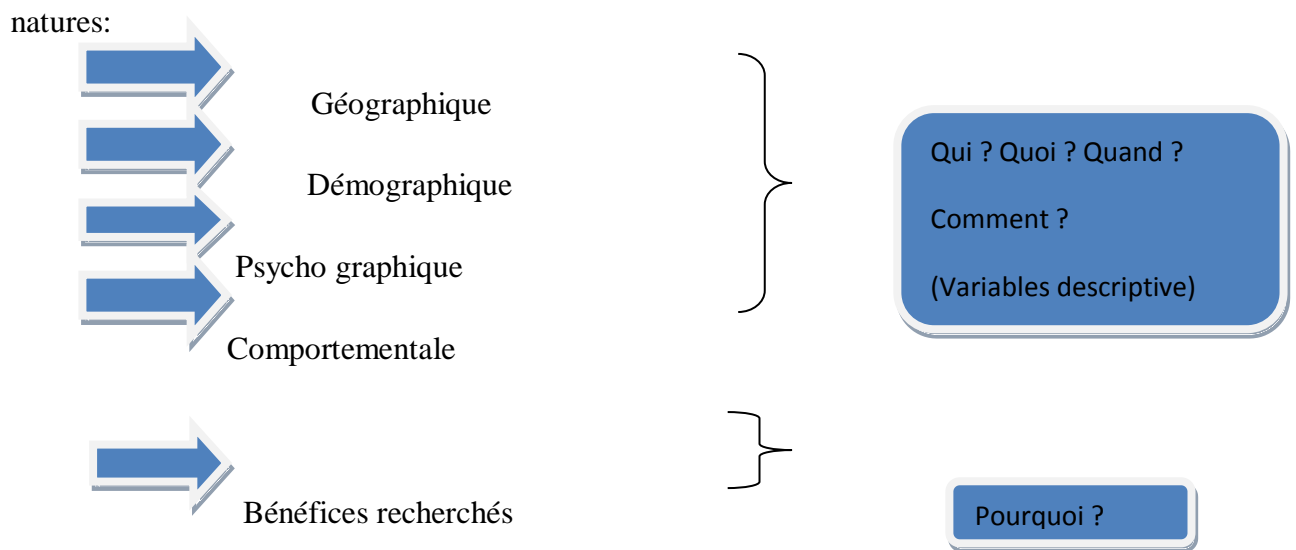 natures:
Géographique
Démographique
Psycho graphique
Comportementale
Qui ? Quoi ? Quand ?
Comment ?
(Variables descriptive)
Bénéfices recherchés
Pourquoi ?